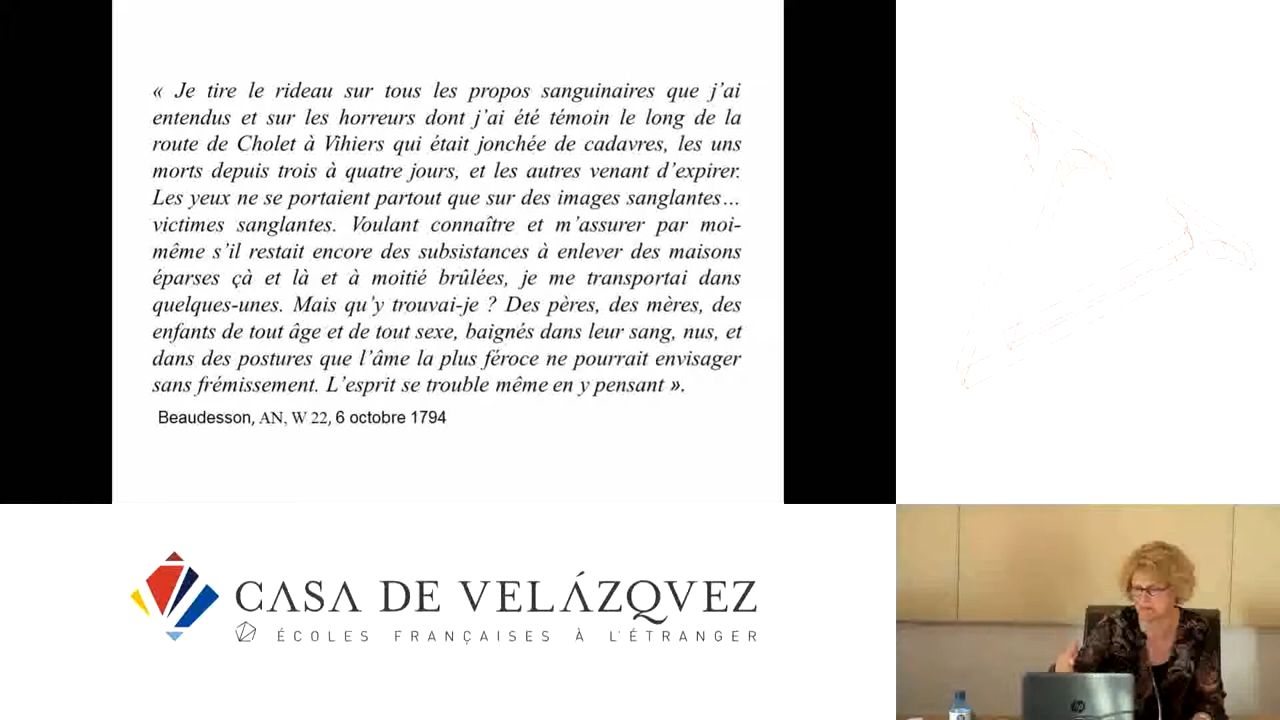 « Je tire le rideau sur tous les propos sanguinaires que j’ai
entendus et sur les horreurs dont j’ai été témoin le long de la
route de Cholet à Vihiers qui était jonchée de cadavres, les uns
morts depuis trois à quatre jours, et les autres venant d’expirer.
Les yeux ne se portaient partout que sur des images sanglantes…
victimes sanglantes. Voulant connaître et m’assurer par moi-
même s’il restait encore des subsistances à enlever des maisons
éparses çà et là et à moitié brûlées, je me transportai dans
quelques-unes. Mais qu’y trouvai-je ? Des pères, des mères, des
enfants de tout âge et de tout sexe, baignés dans leur sang, nus, et
dans des postures que l’âme la plus féroce ne pourrait envisager
sans frémissement. L’esprit se trouble même en y pensant ».
Beaudesson, AN, W 22, 6 octobre 1794
CASA DE VELÁZQVEZ
ÉCOLES FRANÇAISES À L'ÉTRANGER
hp